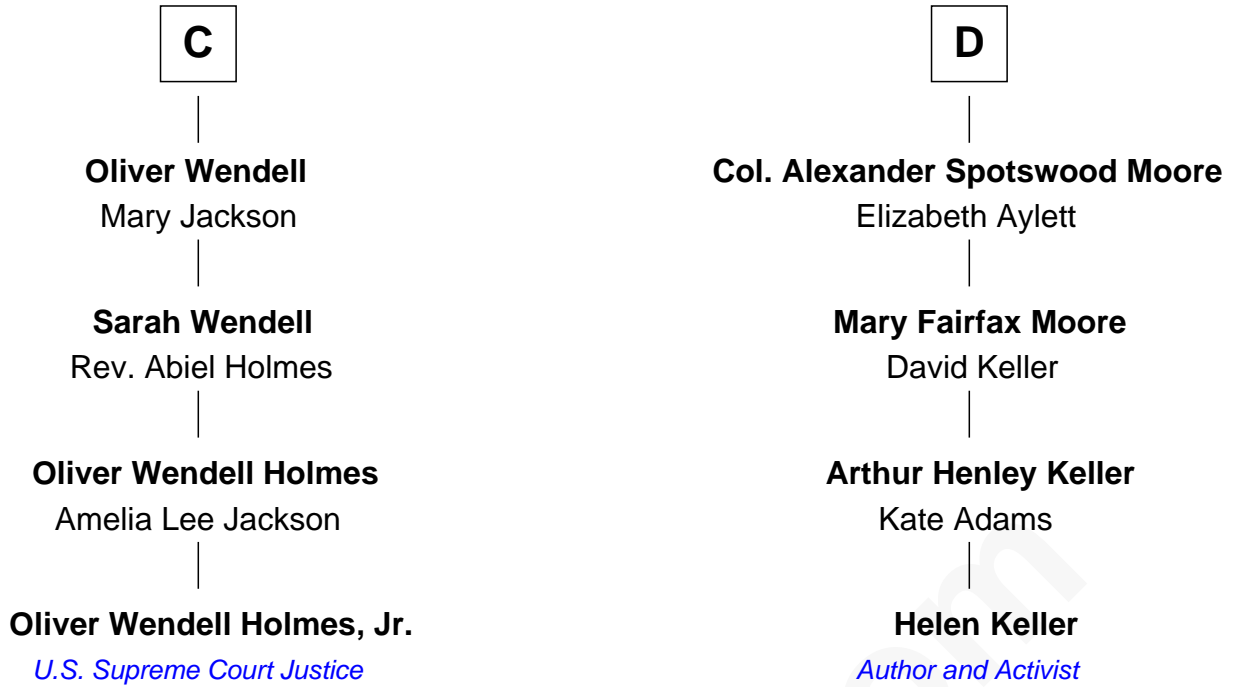 C
Oliver Wendell
Mary Jackson
Sarah Wendell
Rev. Abiel Holmes
Oliver Wendell Holmes
Amelia Lee Jackson
Oliver Wendell Holmes, Jr.
U.S. Supreme Court Justice
D
Col. Alexander Spotswood Moore
Elizabeth Aylett
Mary Fairfax Moore
David Keller
Arthur Henley Keller
Kate Adams
Helen Keller
Author and Activist